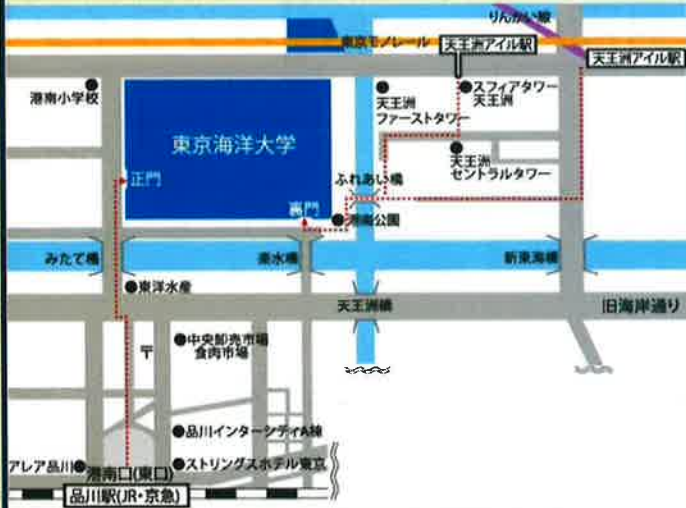 りんかい線
東京モノレール
天王洲アイル駅
天王洲アイル駅
港南小学校
天王洲
ファーストタワー
スフィアタワー
天王洲
東京海洋大学
天王洲
セントラルタワー
正門
ふれあい橋
裏門
港南公園
みたて橋
楽水橋
新東海橋
東洋水産
天王洲橋
旧海岸通り
〒
中央卸売市場
食肉市場
品川インターシティA棟
アレア品川
港南口(東口)
ストリングスホテル東京
品川駅(JR・京急)